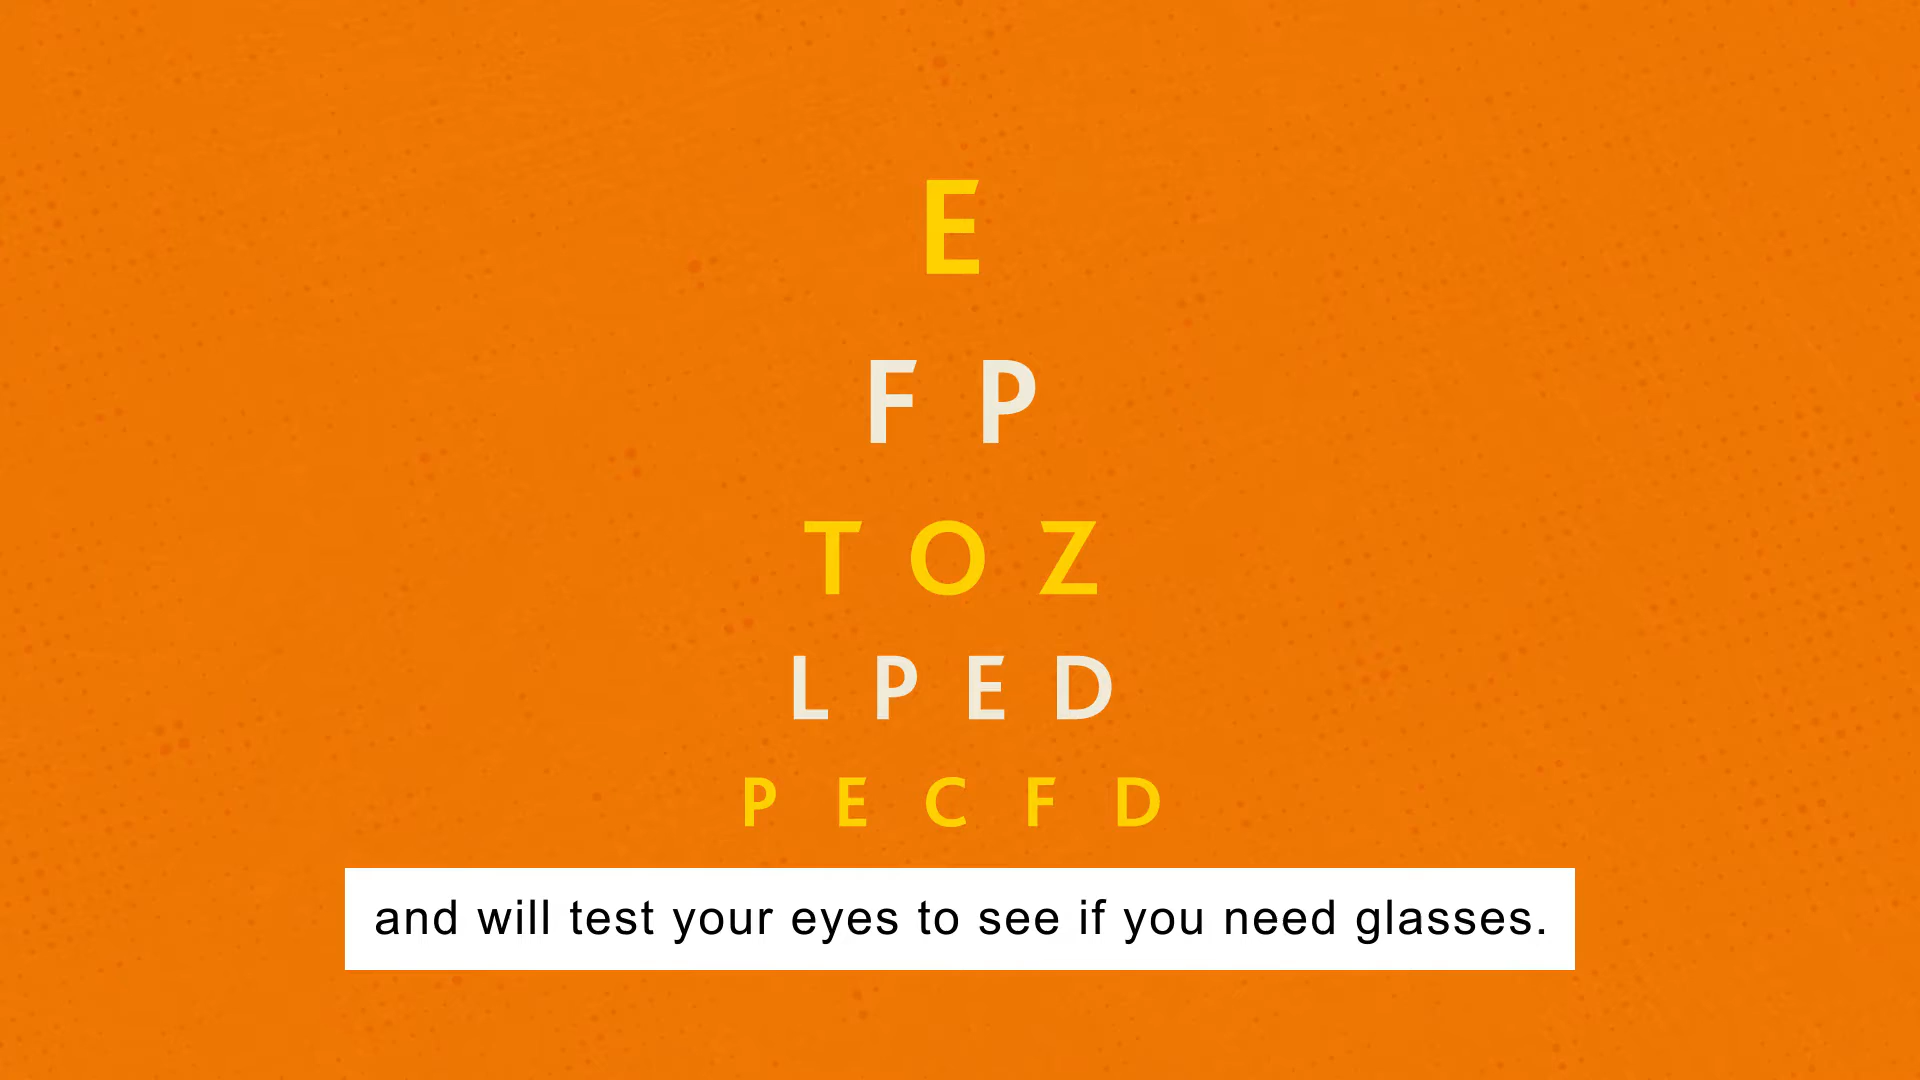 E
F P
T O Z
L P E D
P E C F D
and will test your eyes to see if you need glasses.